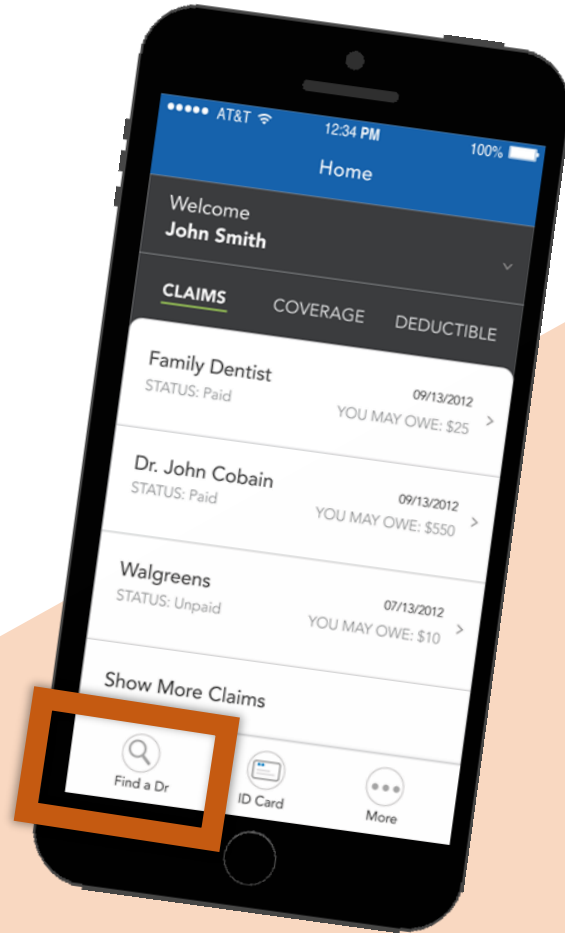 AT&T 12:34 PM 100%
Home
Welcome
John Smith
CLAIMS COVERAGE DEDUCTIBLE
Family Dentist 09/13/2012
STATUS: Paid YOU MAY OWE: $25
Dr. John Cobain 09/13/2012
STATUS: Paid YOU MAY OWE: $550
Walgreens 07/13/2012
STATUS: Unpaid YOU MAY OWE: $10
Show More Claims
Find a Dr ID Card More